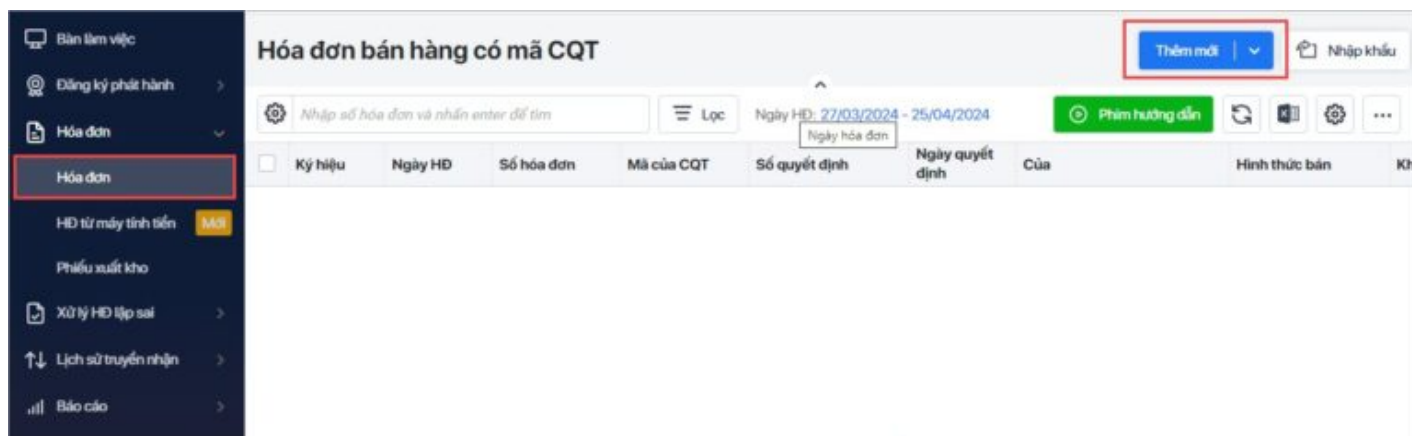 Bàn làm việc
Đăng ký phát hành
Hóa đơn
Hóa đơn
HĐ từ máy tính tiền Mới
Phiếu xuất kho
Xử lý HĐ lập sai
Lịch sử truyền nhận
Báo cáo
Hóa đơn bán hàng có mã CQT
Thêm mới
Nhập khẩu
Nhập số hóa đơn và nhấn enter để tìm
Lọc
Ngày HĐ: 27/03/2024 - 25/04/2024
Ngày hóa đơn
Phim hướng dẫn
Ký hiệu Ngày HĐ Số hóa đơn Mã của CQT Số quyết định Ngày quyết định Của Hình thức bán Kh